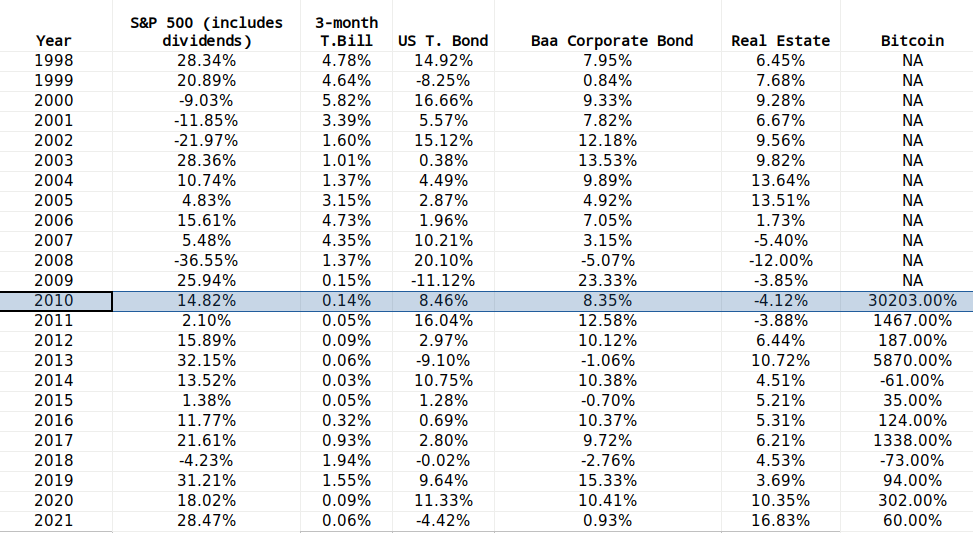 S&P 500 (includes 3-month
Year dividends) T.Bill US T. Bond Baa Corporate Bond Real Estate Bitcoin
1998 28.34% 4.78% 14.92% 7.95% 6.45% NA
1999 20.89% 4.64% -8.25% 0.84% 7.68% NA
2000 -9.03% 5.82% 16.66% 9.33% 9.28% NA
2001 -11.85% 3.39% 5.57% 7.82% 6.67% NA
2002 -21.97% 1.60% 15.12% 12.18% 9.56% NA
2003 28.36% 1.01% 0.38% 13.53% 9.82% NA
2004 10.74% 1.37% 4.49% 9.89% 13.64% NA
2005 4.83% 3.15% 2.87% 4.92% 13.51% NA
2006 15.61% 4.73% 1.96% 7.05% 1.73% NA
2007 5.48% 4.35% 10.21% 3.15% -5.40% NA
2008 -36.55% 1.37% 20.10% -5.07% -12.00% NA
2009 25.94% 0.15% -11.12% 23.33% -3.85% NA
2010 14.82% 0.14% 8.46% 8.35% -4.12% 30203.00%
2011 2.10% 0.05% 16.04% 12.58% -3.88% 1467.00%
2012 15.89% 0.09% 2.97% 10.12% 6.44% 187.00%
2013 32.15% 0.06% -9.10% -1.06% 10.72% 5870.00%
2014 13.52% 0.03% 10.75% 10.38% 4.51% -61.00%
2015 1.38% 0.05% 1.28% -0.70% 5.21% 35.00%
2016 11.77% 0.32% 0.69% 10.37% 5.31% 124.00%
2017 21.61% 0.93% 2.80% 9.72% 6.21% 1338.00%
2018 -4.23% 1.94% -0.02% -2.76% 4.53% -73.00%
2019 31.21% 1.55% 9.64% 15.33% 3.69% 94.00%
2020 18.02% 0.09% 11.33% 10.41% 10.35% 302.00%
2021 28.47% 0.06% -4.42% 0.93% 16.83% 60.00%